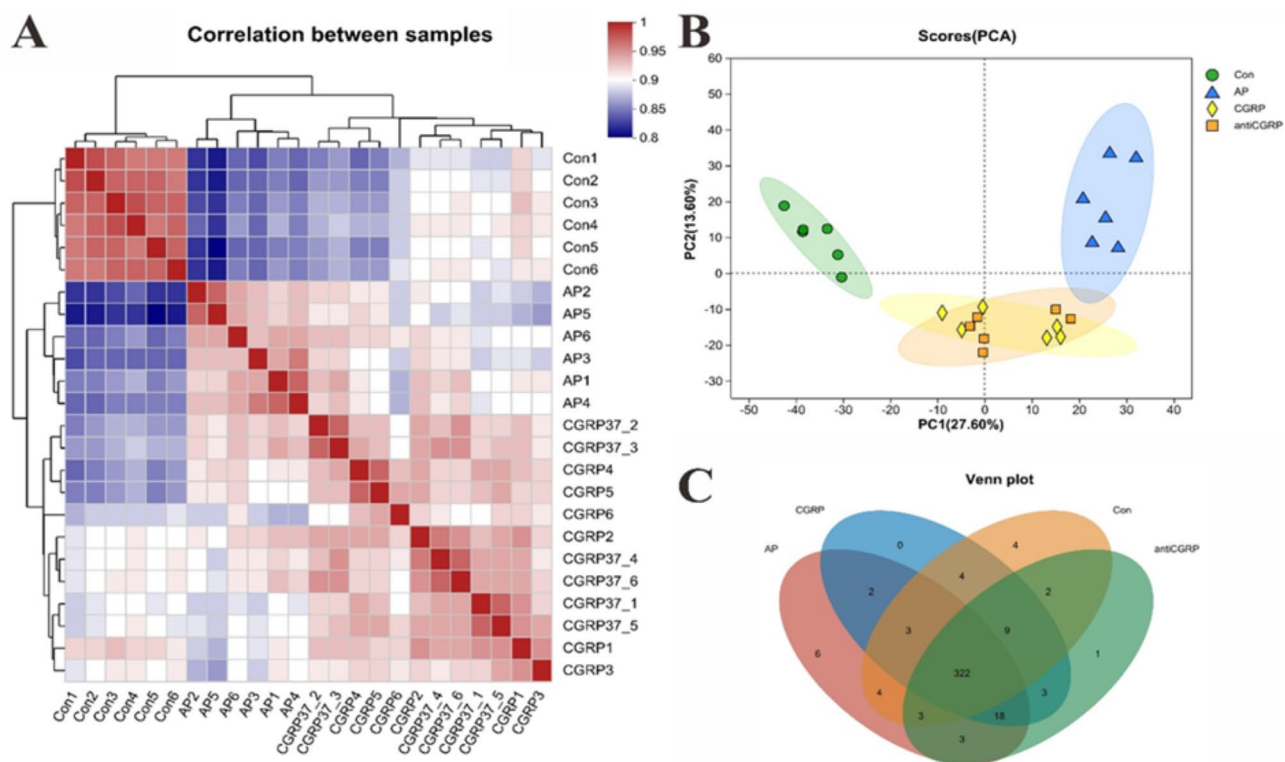 A
Correlation between samples
1
0.95
0.9
0.85
0.8
Con1
Con2
Con3
Con4
Con5
Con6
AP2
AP5
AP6
AP3
AP1
AP4
CGRP37_2
CGRP37_3
CGRP4
CGRP5
CGRP6
CGRP2
CGRP37_4
CGRP37_6
CGRP37_1
CGRP37_5
CGRP1
CGRP3
Con1 Con2 Con3 Con4 Con5 Con6 AP2 AP5 AP6 AP3 AP1 AP4 CGRP37_2 CGRP37_3 CGRP4 CGRP5 CGRP6 CGRP2 CGRP37_4 CGRP37_6 CGRP37_1 CGRP37_5 CGRP1 CGRP3
B
Scores(PCA)
Con
AP
CGRP
antiCGRP
PC2(13.60%)
60
50
40
30
20
10
0
-10
-20
-30
-50 -40 -30 -20 -10 0 10 20 30 40
PC1(27.60%)
C
Venn plot
CGRP
Con
AP
antiCGRP
0
4
2
4
2
3
9
6
1
322
4
3
3
18
3